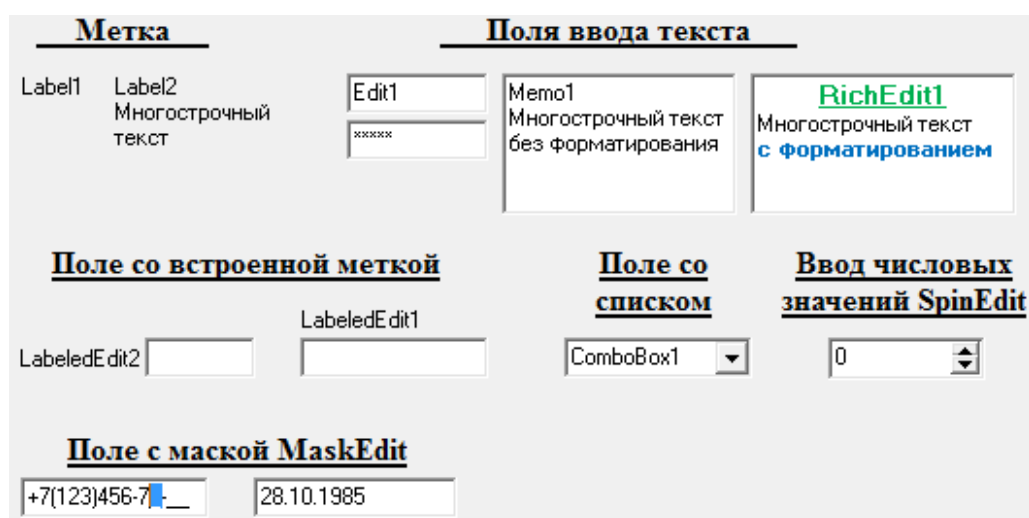 Метка
Поля ввода текста
Label1
Label2
Многострочный
текст
Edit1
*****
Memo1
Многострочный текст
без форматирования
RichEdit1
Многострочный текст
с форматированием
Поле со встроенной меткой
LabeledEdit2
LabeledEdit1
Поле со
списком
ComboBox1
Ввод числовых
значений SpinEdit
0
Поле с маской MaskEdit
+7(123)456-7_-__
28.10.1985